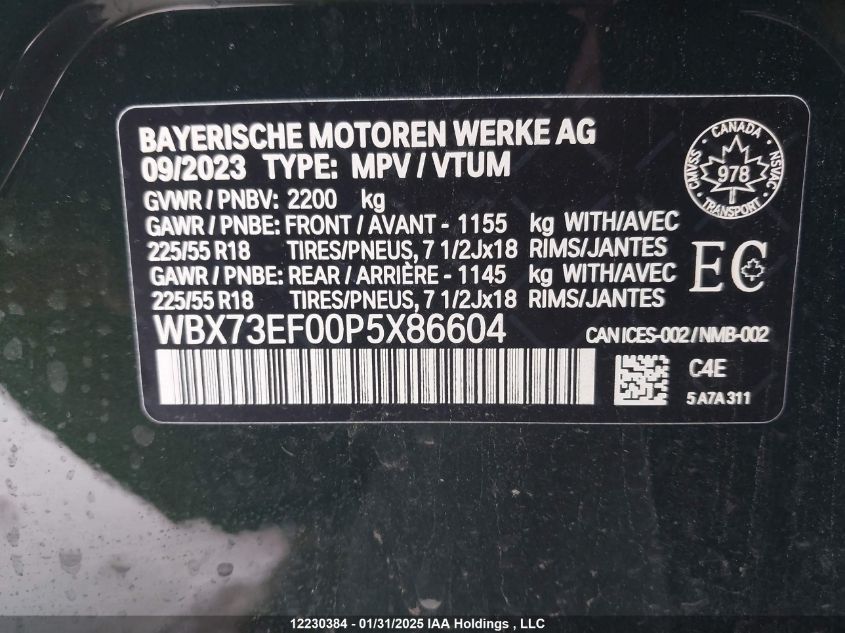 BAYERISCHE MOTOREN WERKE AG
09/2023 TYPE: MPV / VTUM
GVWR / PNBV: 2200 kg
GAWR / PNBE: FRONT / AVANT - 1155 kg WITH/AVEC
225/55 R18 TIRES/PNEUS, 7 1/2Jx18 RIMS/JANTES
GAWR / PNBE: REAR / ARRIÈRE - 1145 kg WITH/AVEC
225/55 R18 TIRES/PNEUS, 7 1/2Jx18 RIMS/JANTES
WBX73EF00P5X86604
CANADA
CMVSS
978
NSVAC
TRANSPORT
EC
CAN ICES-002 / NMB-002
C4E
5A7A311
12230384 - 01/31/2025 IAA Holdings , LLC